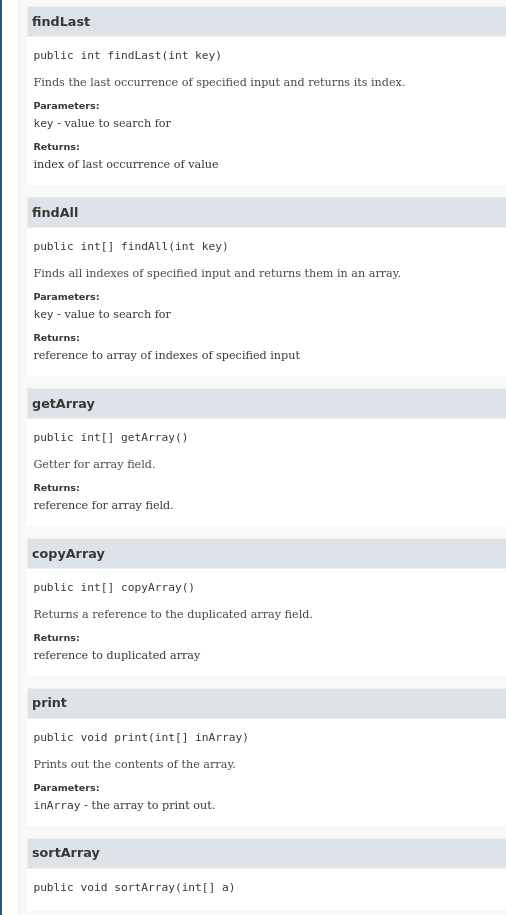 findLast
public int findLast(int key)
Finds the last occurrence of specified input and returns its index.
Parameters:
key - value to search for
Returns:
index of last occurrence of value
findAll
public int[] findAll(int key)
Finds all indexes of specified input and returns them in an array.
Parameters:
key - value to search for
Returns:
reference to array of indexes of specified input
getArray
public int[] getArray()
Getter for array field.
Returns:
reference for array field.
copyArray
public int[] copyArray()
Returns a reference to the duplicated array field.
Returns:
reference to duplicated array
print
public void print(int[] inArray)
Prints out the contents of the array.
Parameters:
inArray - the array to print out.
sortArray
public void sortArray(int[] a)